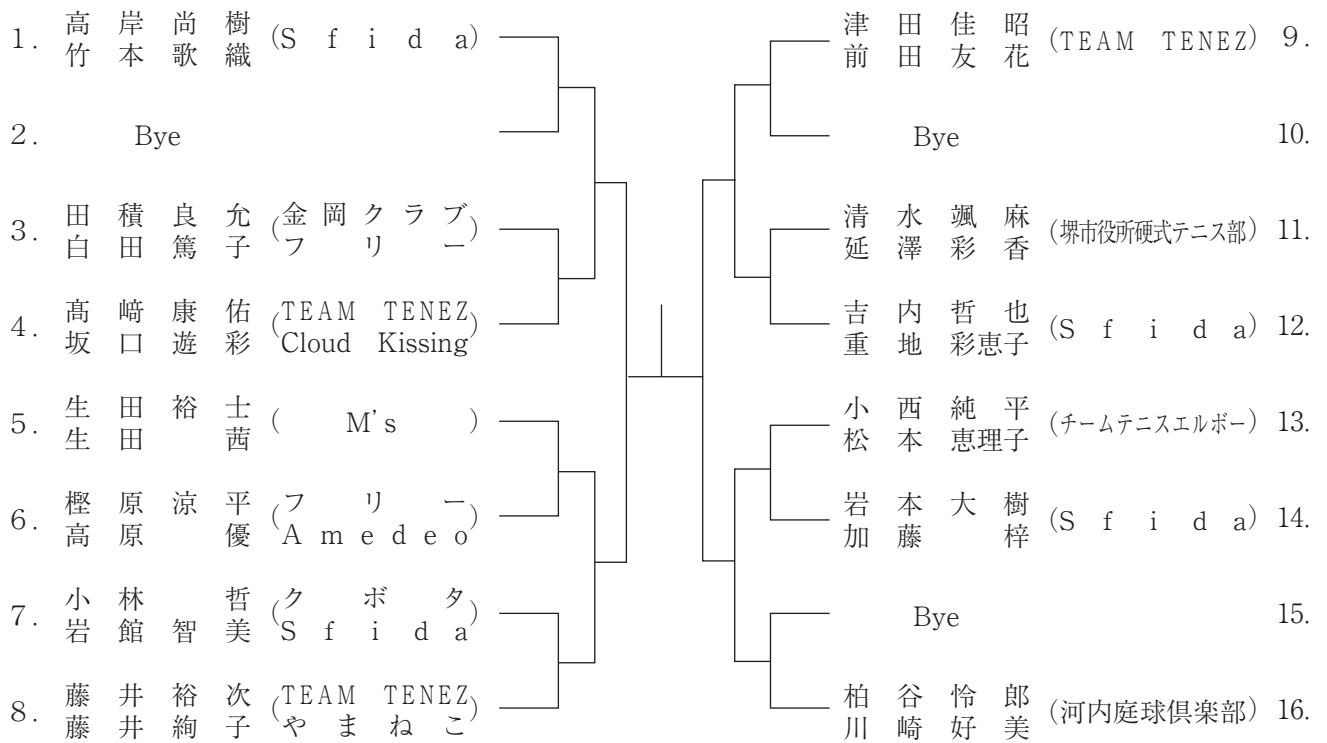 1. 高岸尚樹 (Sfida)
竹本歌織
2. Bye
3. 田積良允 (金岡クラブ
白田篤子 フリー)
4. 髙﨑康佑 (TEAM TENEZ
坂口遊彩 Cloud Kissing)
5. 生田裕士 (M's)
生田茜
6. 樫原涼平 (フリー
高原優 Amedeo)
7. 小林哲 (クボタ
岩館智美 Sfida)
8. 藤井裕次 (TEAM TENEZ
藤井絢子 やまねこ)
津田佳昭 (TEAM TENEZ) 9.
前田友花
Bye 10.
清水颯麻 (堺市役所硬式テニス部) 11.
延澤彩香
吉内哲也 (Sfida) 12.
重地彩恵子
小西純平 (チームテニスエルボー) 13.
松本恵理子
岩本大樹 (Sfida) 14.
加藤梓
Bye 15.
柏谷怜郎 (河内庭球倶楽部) 16.
川崎好美